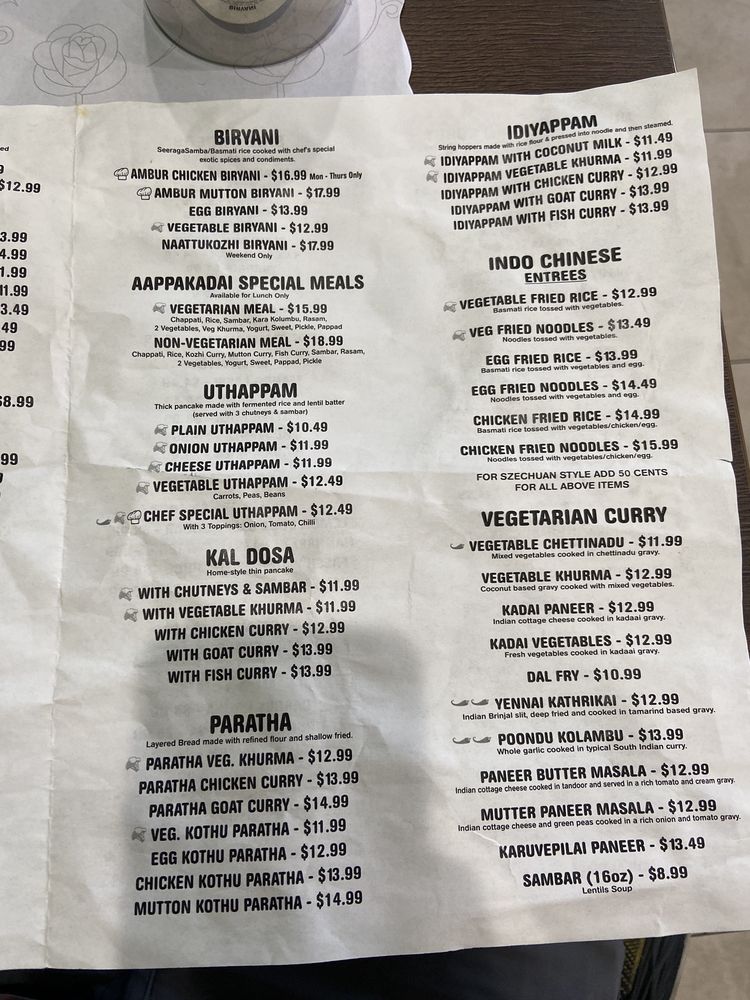 BIRYANI
ed
9
$12.99
3.99
4.99
1.99
11.99
3.49
49
99
$8.99
99
BIRYANI
SeeragaSamba/Basmati rice cooked with chef's special
exotic spices and condiments.
AMBUR CHICKEN BIRYANI - $16.99 Mon - Thurs Only
AMBUR MUTTON BIRYANI - $17.99
EGG BIRYANI - $13.99
VEGETABLE BIRYANI - $12.99
NAATTUKOZHI BIRYANI - $17.99
Weekend Only
AAPPAKADAI SPECIAL MEALS
Available for Lunch Only
VEGETARIAN MEAL - $15.99
Chappati, Rice, Sambar, Kara Kolumbu, Rasam,
2 Vegetables, Veg Khurma, Yogurt, Sweet, Pickle, Pappad
NON-VEGETARIAN MEAL - $18.99
Chappati, Rice, Kozhi Curry, Mutton Curry, Fish Curry, Sambar, Rasam,
2 Vegetables, Yogurt, Sweet, Pappad, Pickle
UTHAPPAM
Thick pancake made with fermented rice and lentil batter
(served with 3 chutneys & sambar)
PLAIN UTHAPPAM - $10.49
ONION UTHAPPAM - $11.99
CHEESE UTHAPPAM - $11.99
VEGETABLE UTHAPPAM - $12.49
Carrots, Peas, Beans
CHEF SPECIAL UTHAPPAM - $12.49
With 3 Toppings: Onion, Tomato, Chilli
KAL DOSA
Home-style thin pancake
WITH CHUTNEYS & SAMBAR - $11.99
WITH VEGETABLE KHURMA - $11.99
WITH CHICKEN CURRY - $12.99
WITH GOAT CURRY - $13.99
WITH FISH CURRY - $13.99
PARATHA
Layered Bread made with refined flour and shallow fried.
PARATHA VEG. KHURMA - $12.99
PARATHA CHICKEN CURRY - $13.99
PARATHA GOAT CURRY - $14.99
VEG. KOTHU PARATHA - $11.99
EGG KOTHU PARATHA - $12.99
CHICKEN KOTHU PARATHA - $13.99
MUTTON KOTHU PARATHA - $14.99
IDIYAPPAM
String hoppers made with rice flour & pressed into noodle and then steamed.
IDIYAPPAM WITH COCONUT MILK - $11.49
IDIYAPPAM VEGETABLE KHURMA - $11.99
IDIYAPPAM WITH CHICKEN CURRY - $12.99
IDIYAPPAM WITH GOAT CURRY - $13.99
IDIYAPPAM WITH FISH CURRY - $13.99
INDO CHINESE
ENTREES
VEGETABLE FRIED RICE - $12.99
Basmati rice tossed with vegetables.
VEG FRIED NOODLES - $13.49
Noodles tossed with vegetables.
EGG FRIED RICE - $13.99
Basmati rice tossed with vegetables and egg.
EGG FRIED NOODLES - $14.49
Noodles tossed with vegetables and egg.
CHICKEN FRIED RICE - $14.99
Basmati rice tossed with vegetables/chicken/egg.
CHICKEN FRIED NOODLES - $15.99
Noodles tossed with vegetables/chicken/egg.
FOR SZECHUAN STYLE ADD 50 CENTS
FOR ALL ABOVE ITEMS
VEGETARIAN CURRY
VEGETABLE CHETTINADU - $11.99
Mixed vegetables cooked in chettinadu gravy.
VEGETABLE KHURMA - $12.99
Coconut based gravy cooked with mixed vegetables.
KADAI PANEER - $12.99
Indian cottage cheese cooked in kadaai gravy.
KADAI VEGETABLES - $12.99
Fresh vegetables cooked in kadaai gravy.
DAL FRY - $10.99
YENNAI KATHRIKAI - $12.99
Indian Brinjal slit, deep fried and cooked in tamarind based gravy.
POONDU KOLAMBU - $13.99
Whole garlic cooked in typical South Indian curry.
PANEER BUTTER MASALA - $12.99
Indian cottage cheese cooked in tandoor and served in a rich tomato and cream gravy.
MUTTER PANEER MASALA - $12.99
Indian cottage cheese and green peas cooked in a rich onion and tomato gravy.
KARUVEPILAI PANEER - $13.49
SAMBAR (16oz) - $8.99
Lentils Soup